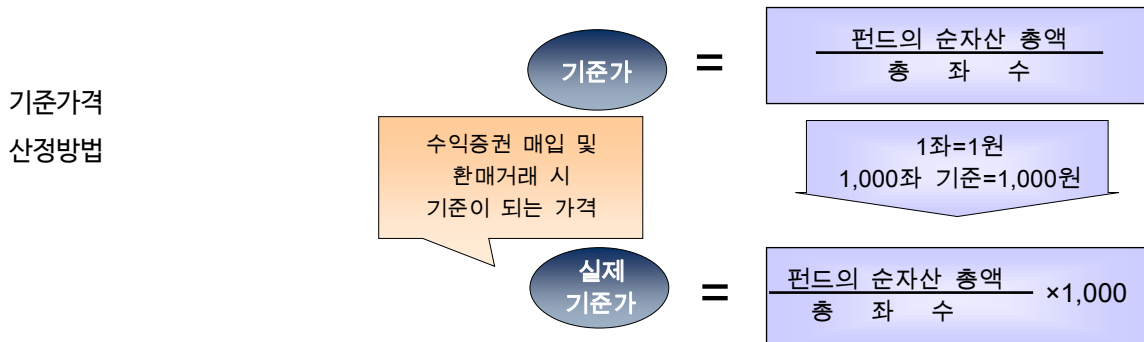 기준가격
산정방법
기준가
=
펀드의 순자산 총액
총 좌 수
수익증권 매입 및
환매거래 시
기준이 되는 가격
1좌=1원
1,000좌 기준=1,000원
실제
기준가
=
펀드의 순자산 총액
총 좌 수
×1,000